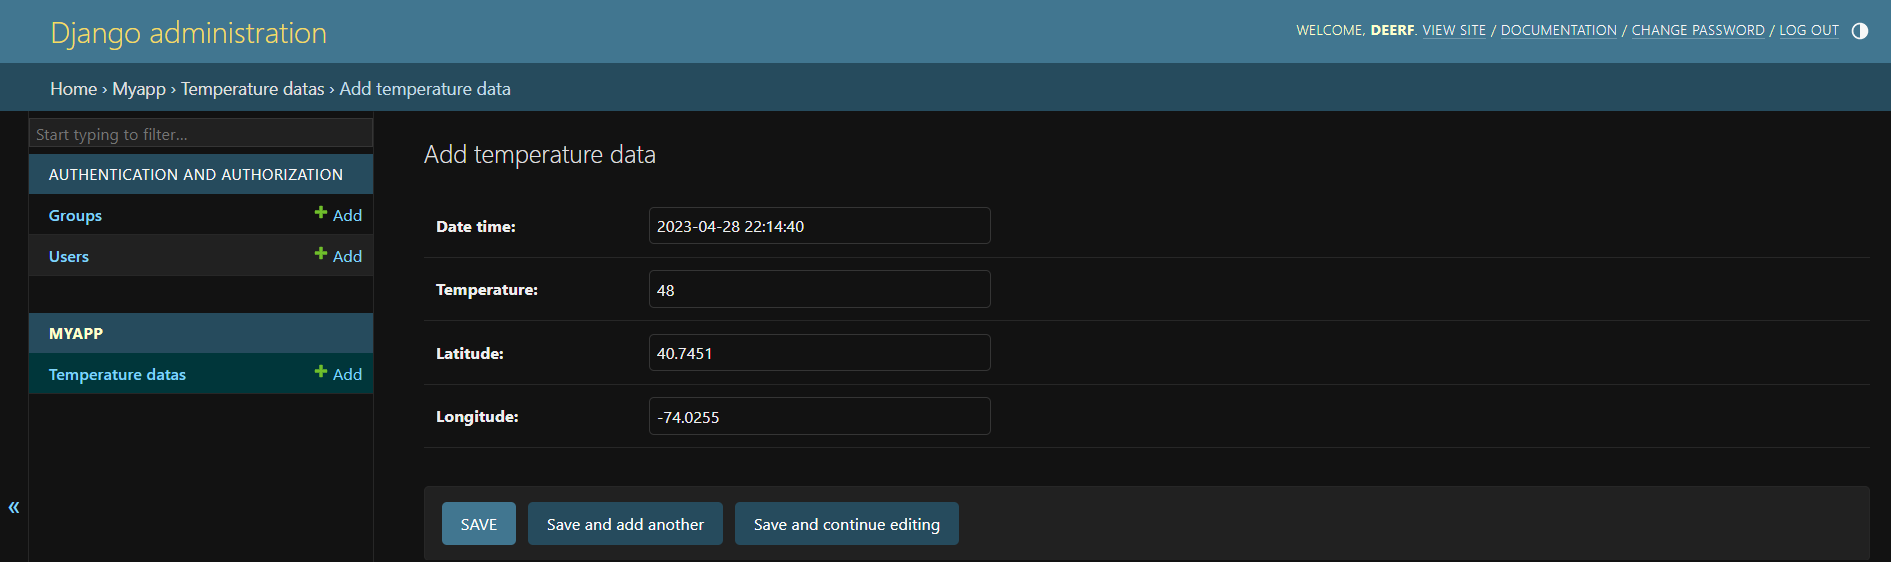 Django administration
WELCOME, DEERF. VIEW SITE / DOCUMENTATION / CHANGE PASSWORD / LOG OUT
Home › Myapp › Temperature datas › Add temperature data
Start typing to filter...
AUTHENTICATION AND AUTHORIZATION
Groups + Add
Users + Add
MYAPP
Temperature datas + Add
«
Add temperature data
Date time: 2023-04-28 22:14:40
Temperature: 48
Latitude: 40.7451
Longitude: -74.0255
SAVE Save and add another Save and continue editing